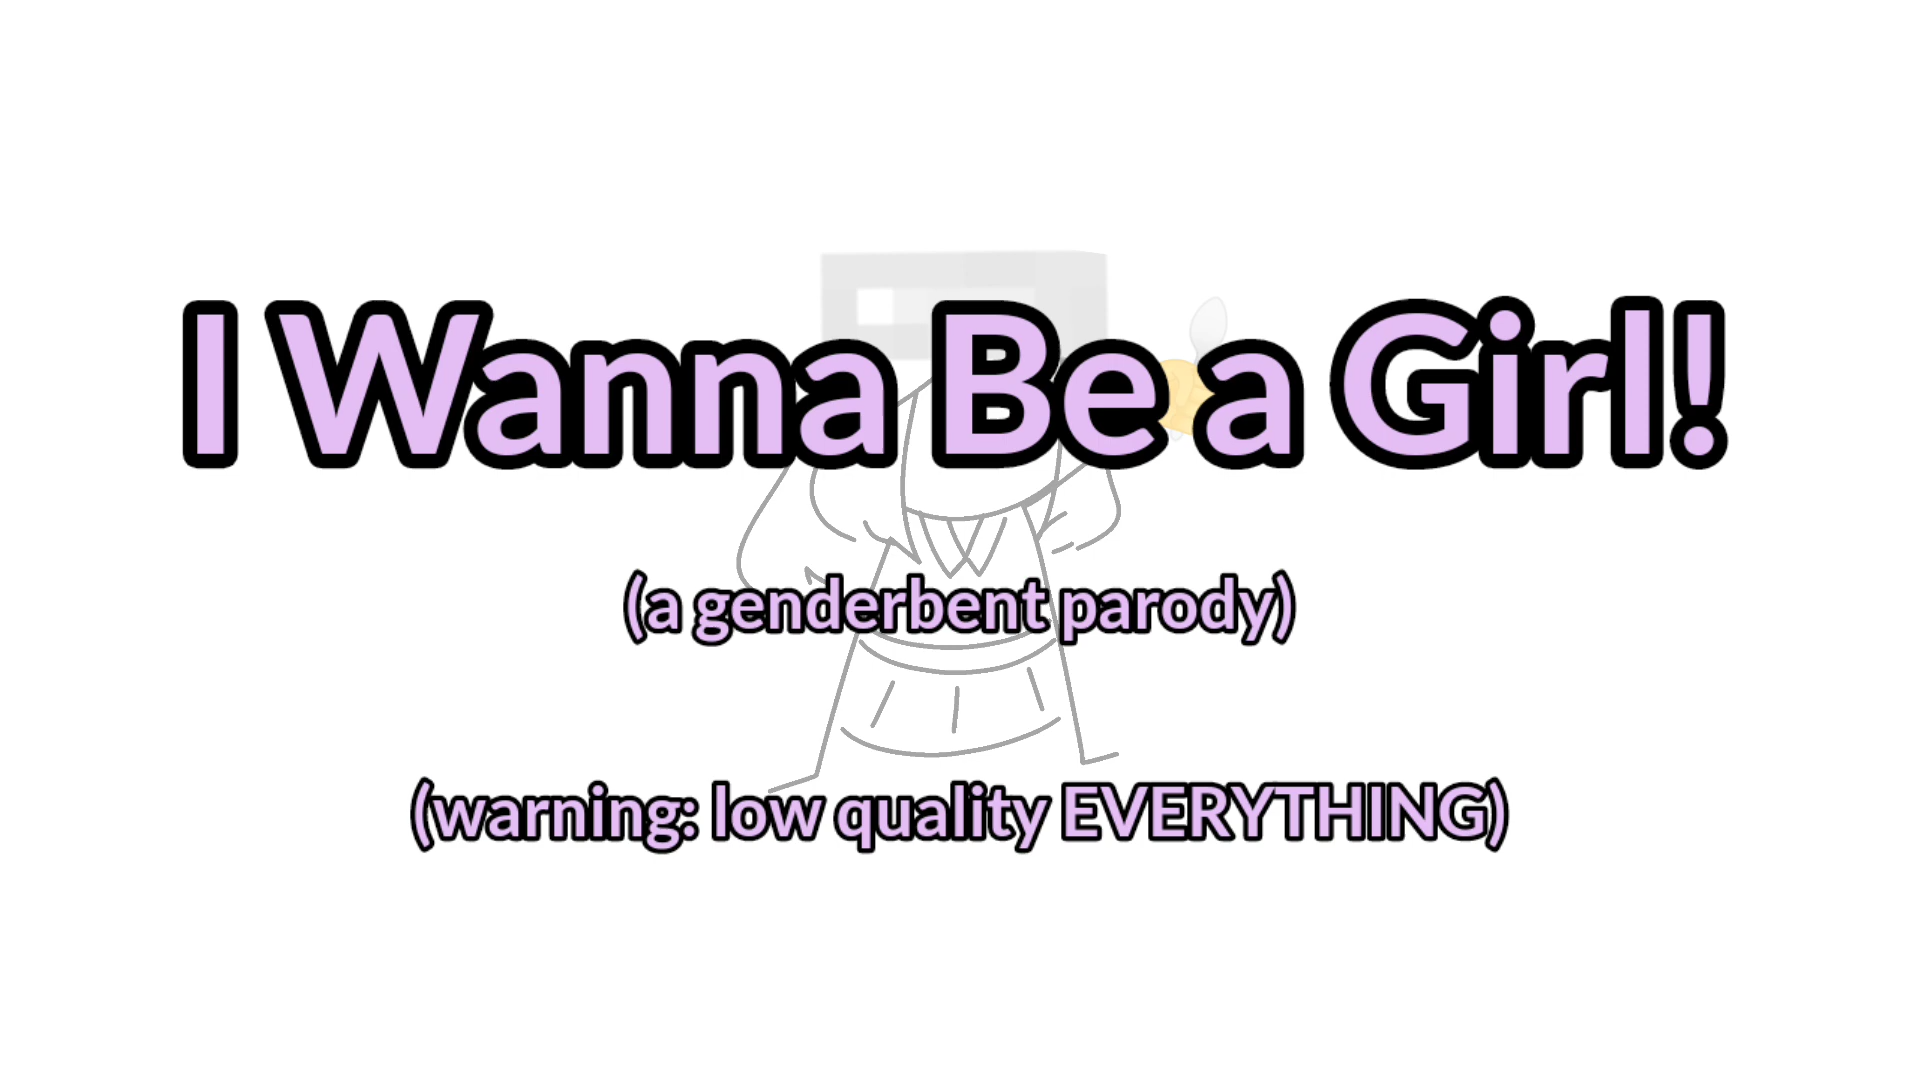 I Wanna Be a Girl!
(a genderbent parody)
(warning: low quality EVERYTHING)